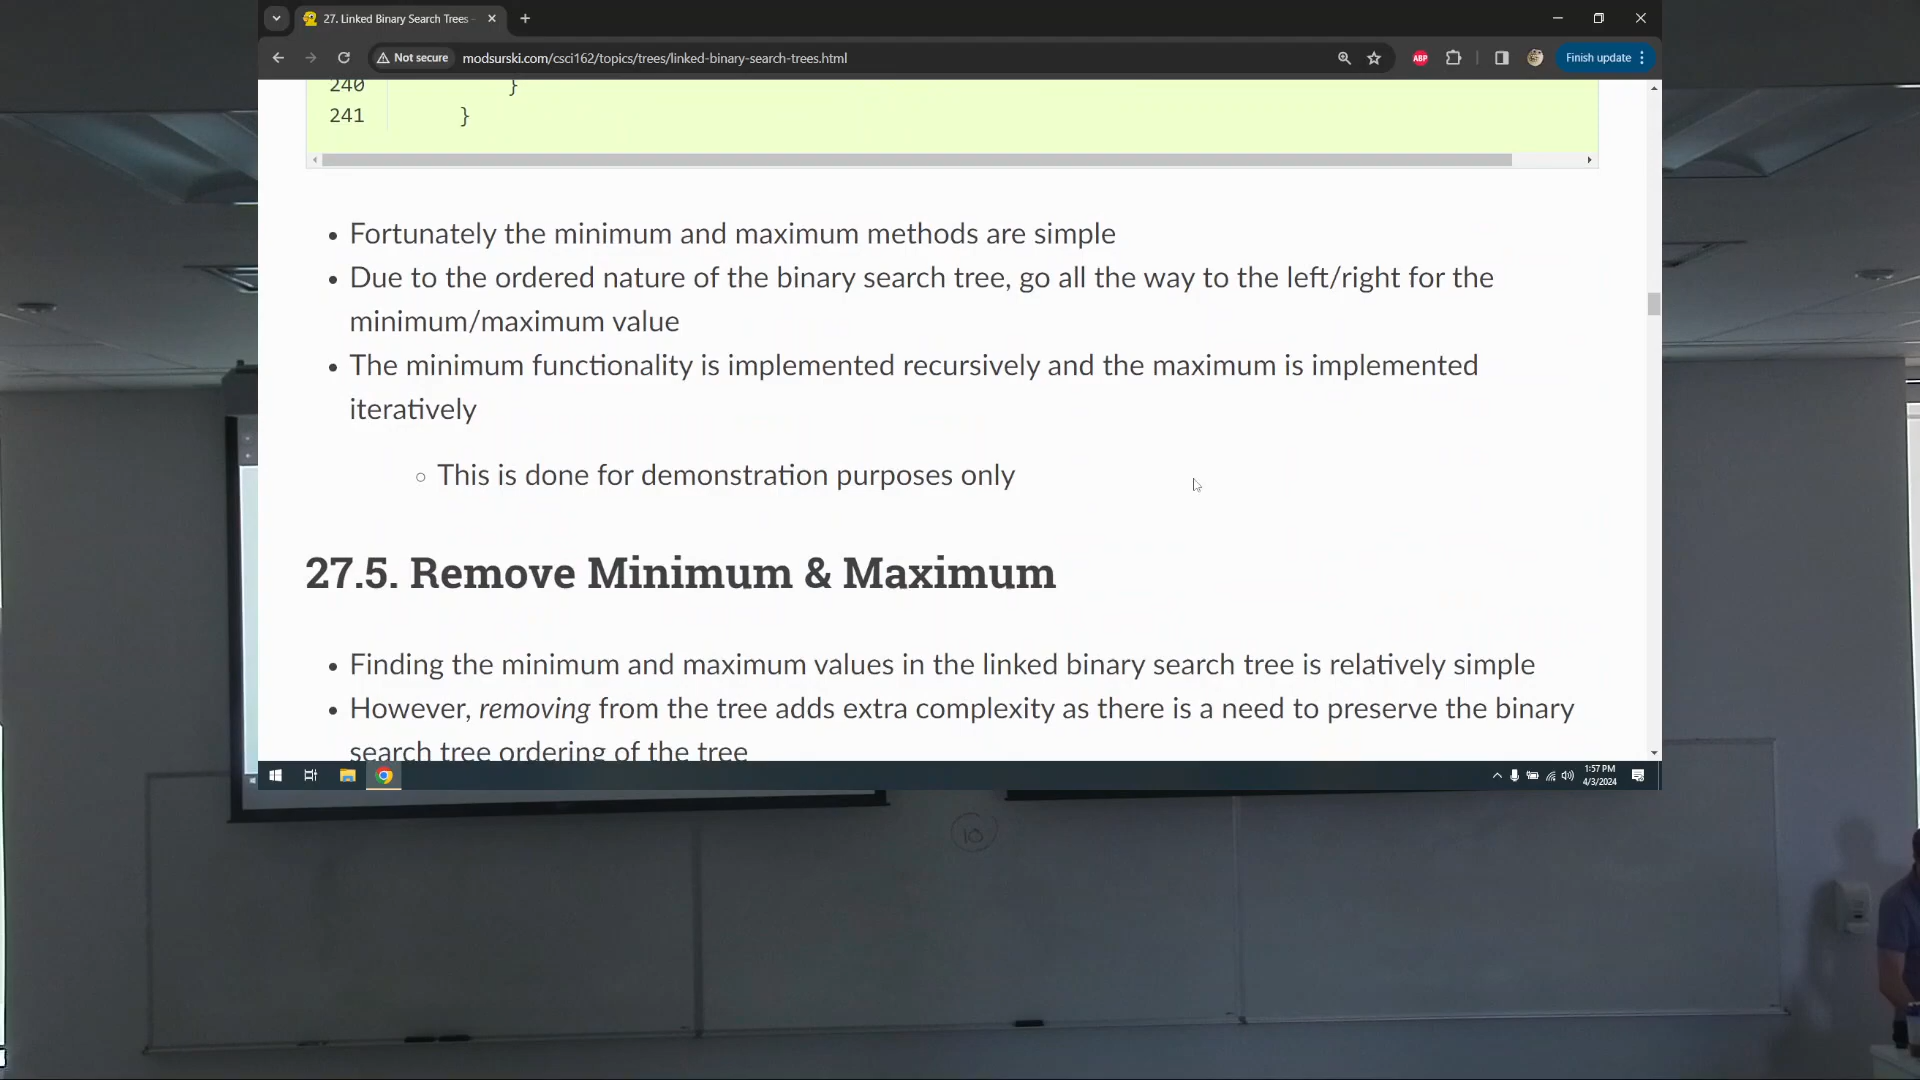 27. Linked Binary Search Trees -
Not secure
modsurski.com/csci162/topics/trees/linked-binary-search-trees.html
ABP
Finish update
240 }
241 }
• Fortunately the minimum and maximum methods are simple
• Due to the ordered nature of the binary search tree, go all the way to the left/right for the
minimum/maximum value
• The minimum functionality is implemented recursively and the maximum is implemented
iteratively
◦ This is done for demonstration purposes only
27.5. Remove Minimum & Maximum
• Finding the minimum and maximum values in the linked binary search tree is relatively simple
• However, removing from the tree adds extra complexity as there is a need to preserve the binary
search tree ordering of the tree
1:57 PM
4/3/2024
10